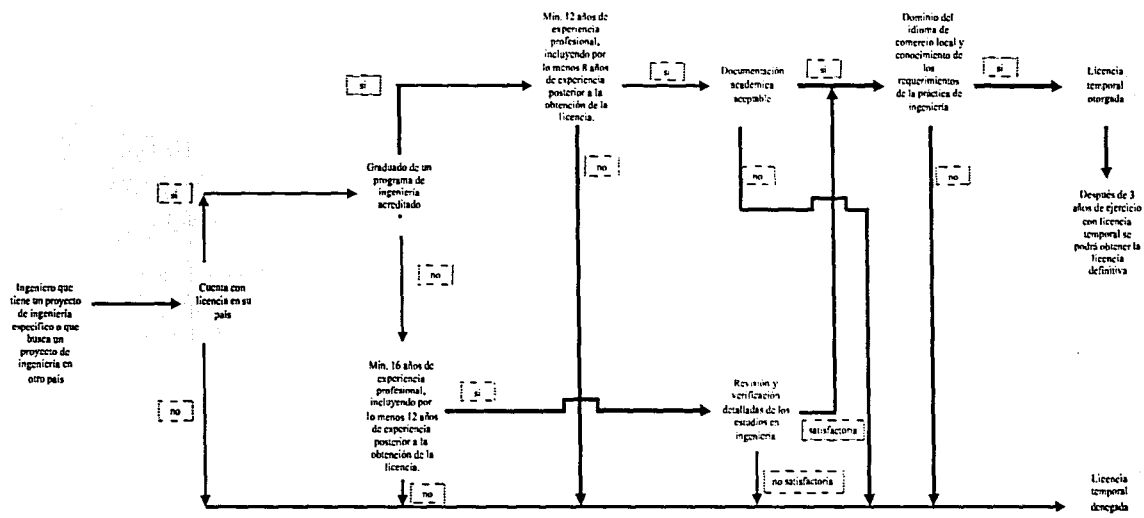 Ingeniero que
tiene un proyecto
de ingeniería
específico o que
busca un
proyecto de
ingeniería en
otro país
Cuenta con
licencia en su
país
si
no
Graduado de un
programa de
ingeniería
acreditado
si
no
Min. 12 años de
experiencia
profesional,
incluyendo por
lo menos 8 años
de experiencia
posterior a la
obtención de la
licencia.
si
no
Min. 16 años de
experiencia
profesional,
incluyendo por
lo menos 12 años
de experiencia
posterior a la
obtención de la
licencia.
si
no
Documentación
académica
aceptable
si
no
Revisión y
verificación
detalladas de los
estudios en
ingeniería
satisfactoria
no satisfactoria
Dominio del
idioma de
comercio local y
conocimiento de
los
requerimientos
de la práctica de
ingeniería
si
no
Licencia
temporal
otorgada
Después de 3
años de ejercicio
con licencia
temporal se
podrá obtener la
licencia
definitiva
Licencia
temporal
denegada